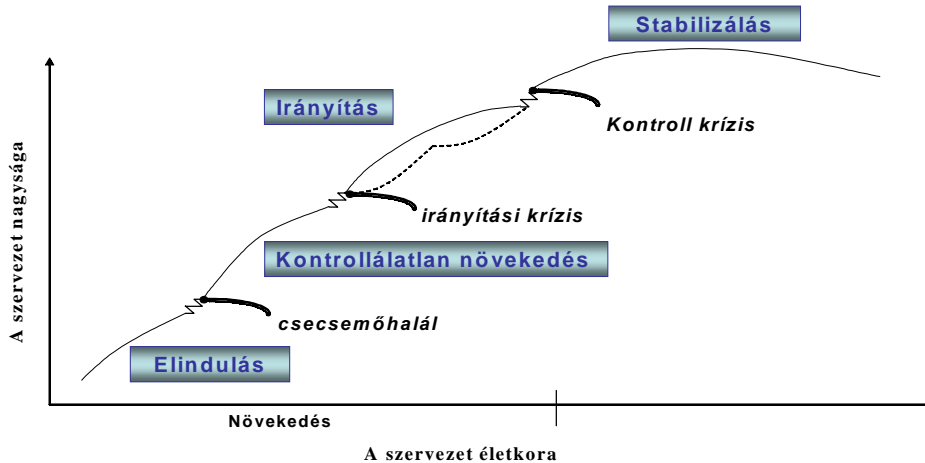 Stabilizálás
Irányítás
Kontroll krízis
A szervezet nagysága
irányítási krízis
Kontrollálatlan növekedés
csecsemőhalál
Elindulás
Növekedés
A szervezet életkora